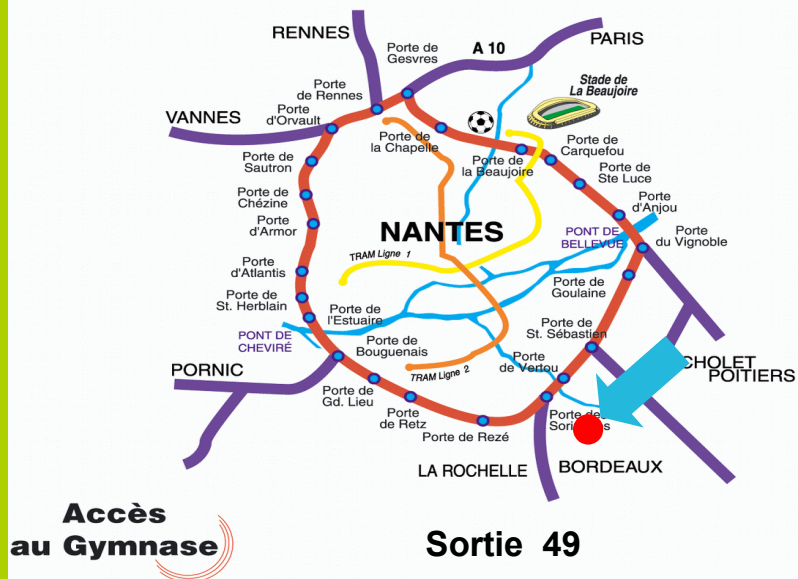 RENNES
Porte de
Gesvres
A 10
PARIS
Porte
de Rennes
Stade de
La Beaujoire
VANNES
Porte
d'Orvault
Porte de
la Chapelle
Porte de
la Beaujoire
Porte de
Carquefou
Porte de
Sautron
Porte de
Ste Luce
Porte de
Chézine
Porte
d'Anjou
Porte
d'Armor
NANTES
PONT DE
BELLEVUE
Porte
du Vignoble
TRAM Ligne 1
Porte
d'Atlantis
Porte de
Goulaine
Porte de
St. Herblain
Porte de
l'Estuaire
Porte de
St. Sébastien
PONT DE
CHEVIRÉ
Porte de
Bouguenais
Porte
de Vertou
CHOLET
POITIERS
PORNIC
TRAM Ligne 2
Porte de
Gd. Lieu
Porte
de Retz
Porte de Rezé
Porte
LA ROCHELLE
BORDEAUX
Accès
au Gymnase
Sortie 49